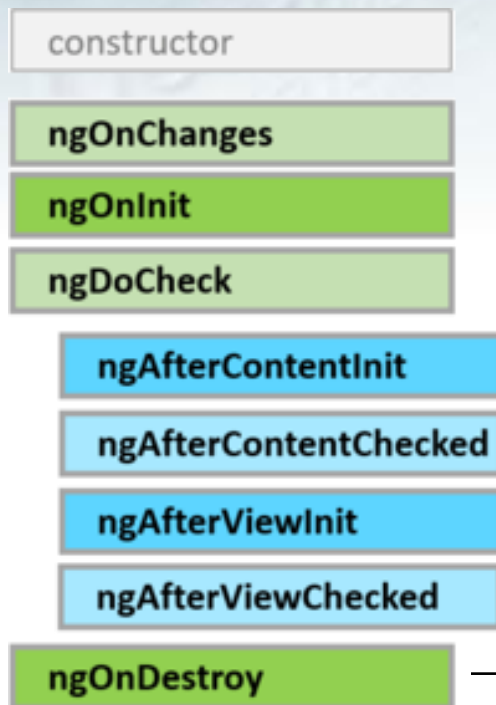 constructor
ngOnChanges
ngOnInit
ngDoCheck
ngAfterContentInit
ngAfterContentChecked
ngAfterViewInit
ngAfterViewChecked
ngOnDestroy